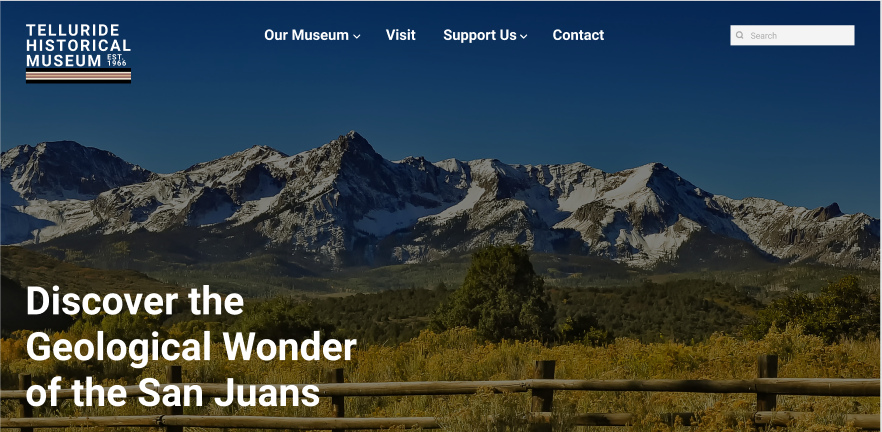 TELLURIDE
HISTORICAL
MUSEUM EST. 1966
Our Museum
Visit
Support Us
Contact
Search
Discover the
Geological Wonder
of the San Juans